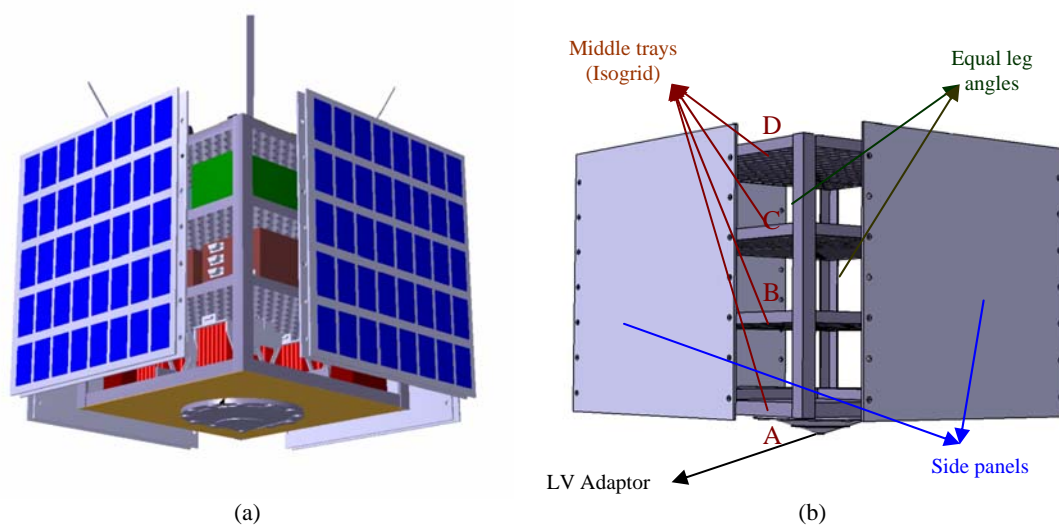 Middle trays
(Isogrid)
Equal leg
angles
D
C
B
A
LV Adaptor
Side panels
(a)
(b)